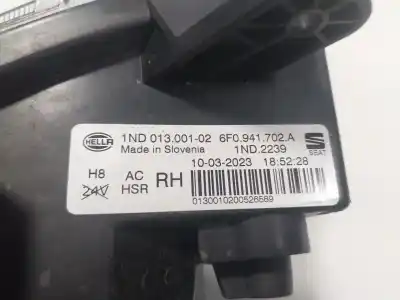 HELLA 1ND 013.001-02 6F0.941.702.A
Made in Slovenia 1ND.2239 SEAT
10-03-2023 18:52:28
H8 AC RH
24V HSR
0130010200526589